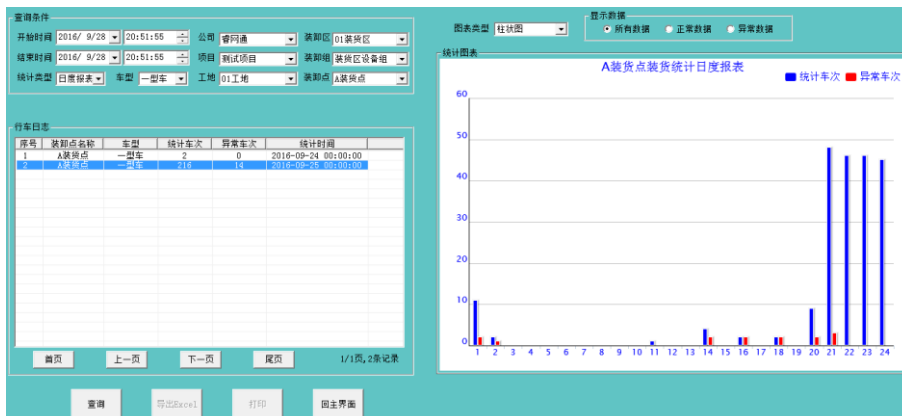 查询条件
开始时间 2016/ 9/28 20:51:55 公司 睿网通 装卸区 01装货区
结束时间 2016/ 9/28 20:51:55 项目 测试项目 装卸组 装货区设备组
统计类型 日度报表 车型 一型车 工地 01工地 装卸点 A装货点
行车日志
序号 装卸点名称 车型 统计车次 异常车次 统计时间
1 A装货点 一型车 2 0 2016-09-24 00:00:00
2 A装货点 一型车 216 14 2016-09-25 00:00:00
首页 上一页 下一页 尾页 1/1页,2条记录
查询 导出Excel 打印 回主界面
图表类型 柱状图
显示数据
所有数据 正常数据 异常数据
统计图表
A装货点装货统计日度报表
统计车次 异常车次
60
50
40
30
20
10
0
1 2 3 4 5 6 7 8 9 10 11 12 13 14 15 16 17 18 19 20 21 22 23 24